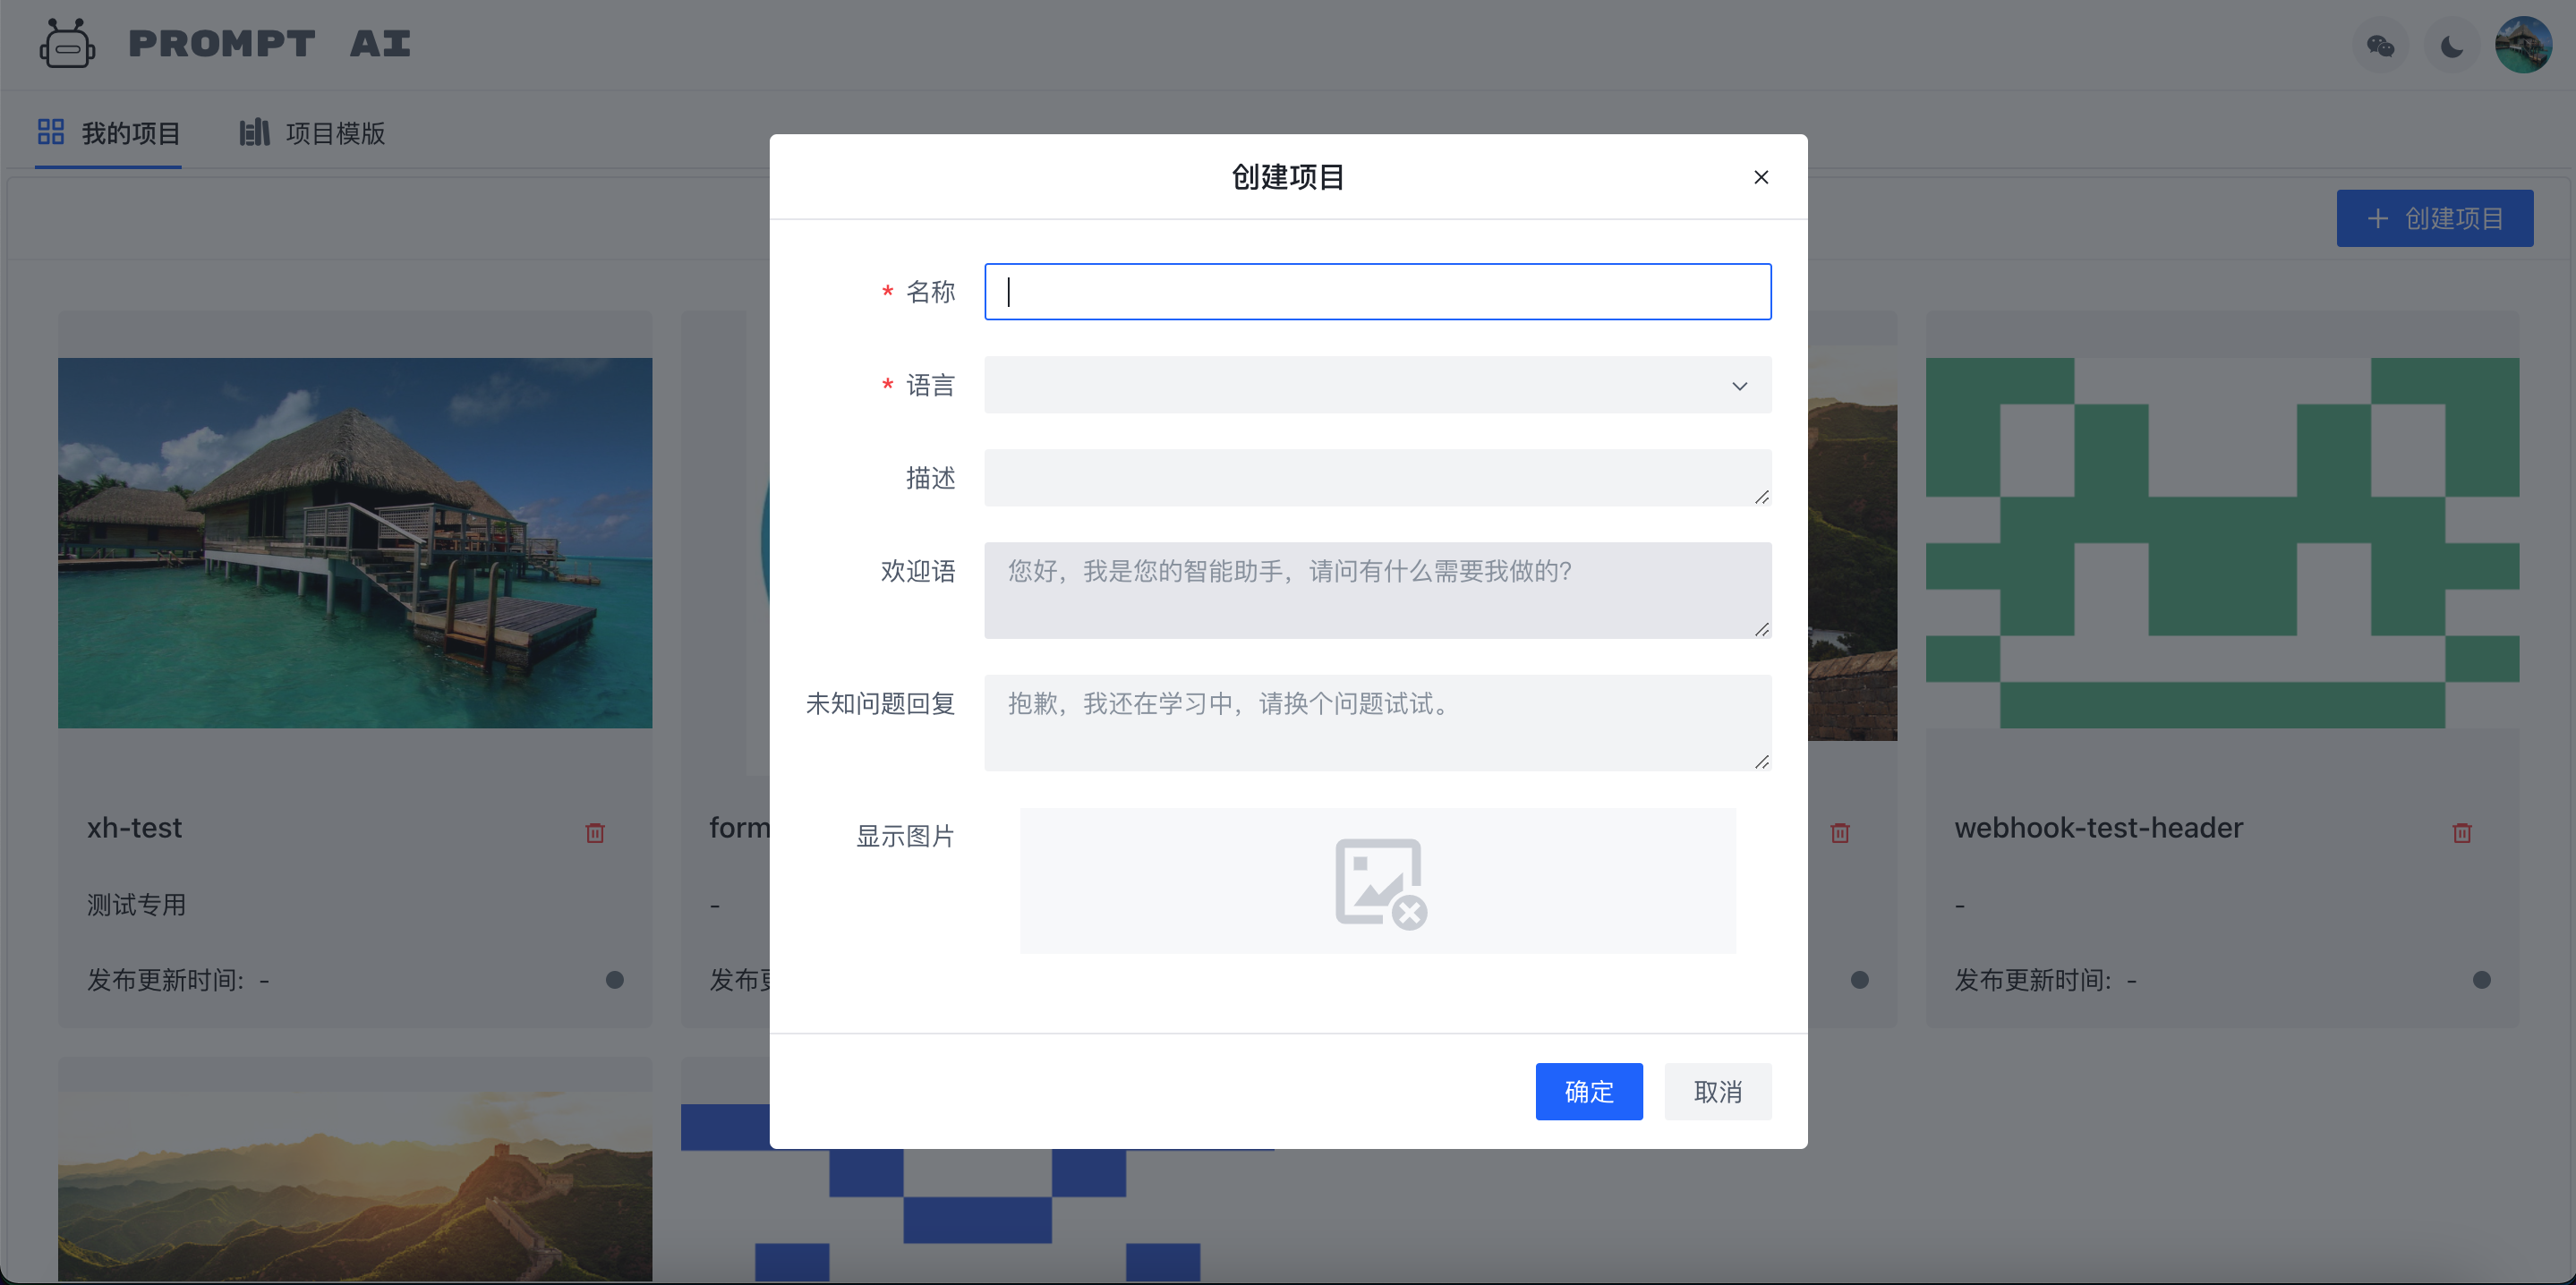 PROMPT AI
我的项目
项目模版
创建项目
创建项目
* 名称
* 语言
描述
欢迎语
您好，我是您的智能助手，请问有什么需要我做的?
未知问题回复
抱歉，我还在学习中，请换个问题试试。
显示图片
确定
取消
xh-test
测试专用
发布更新时间: -
form
-
发布
webhook-test-header
-
发布更新时间: -